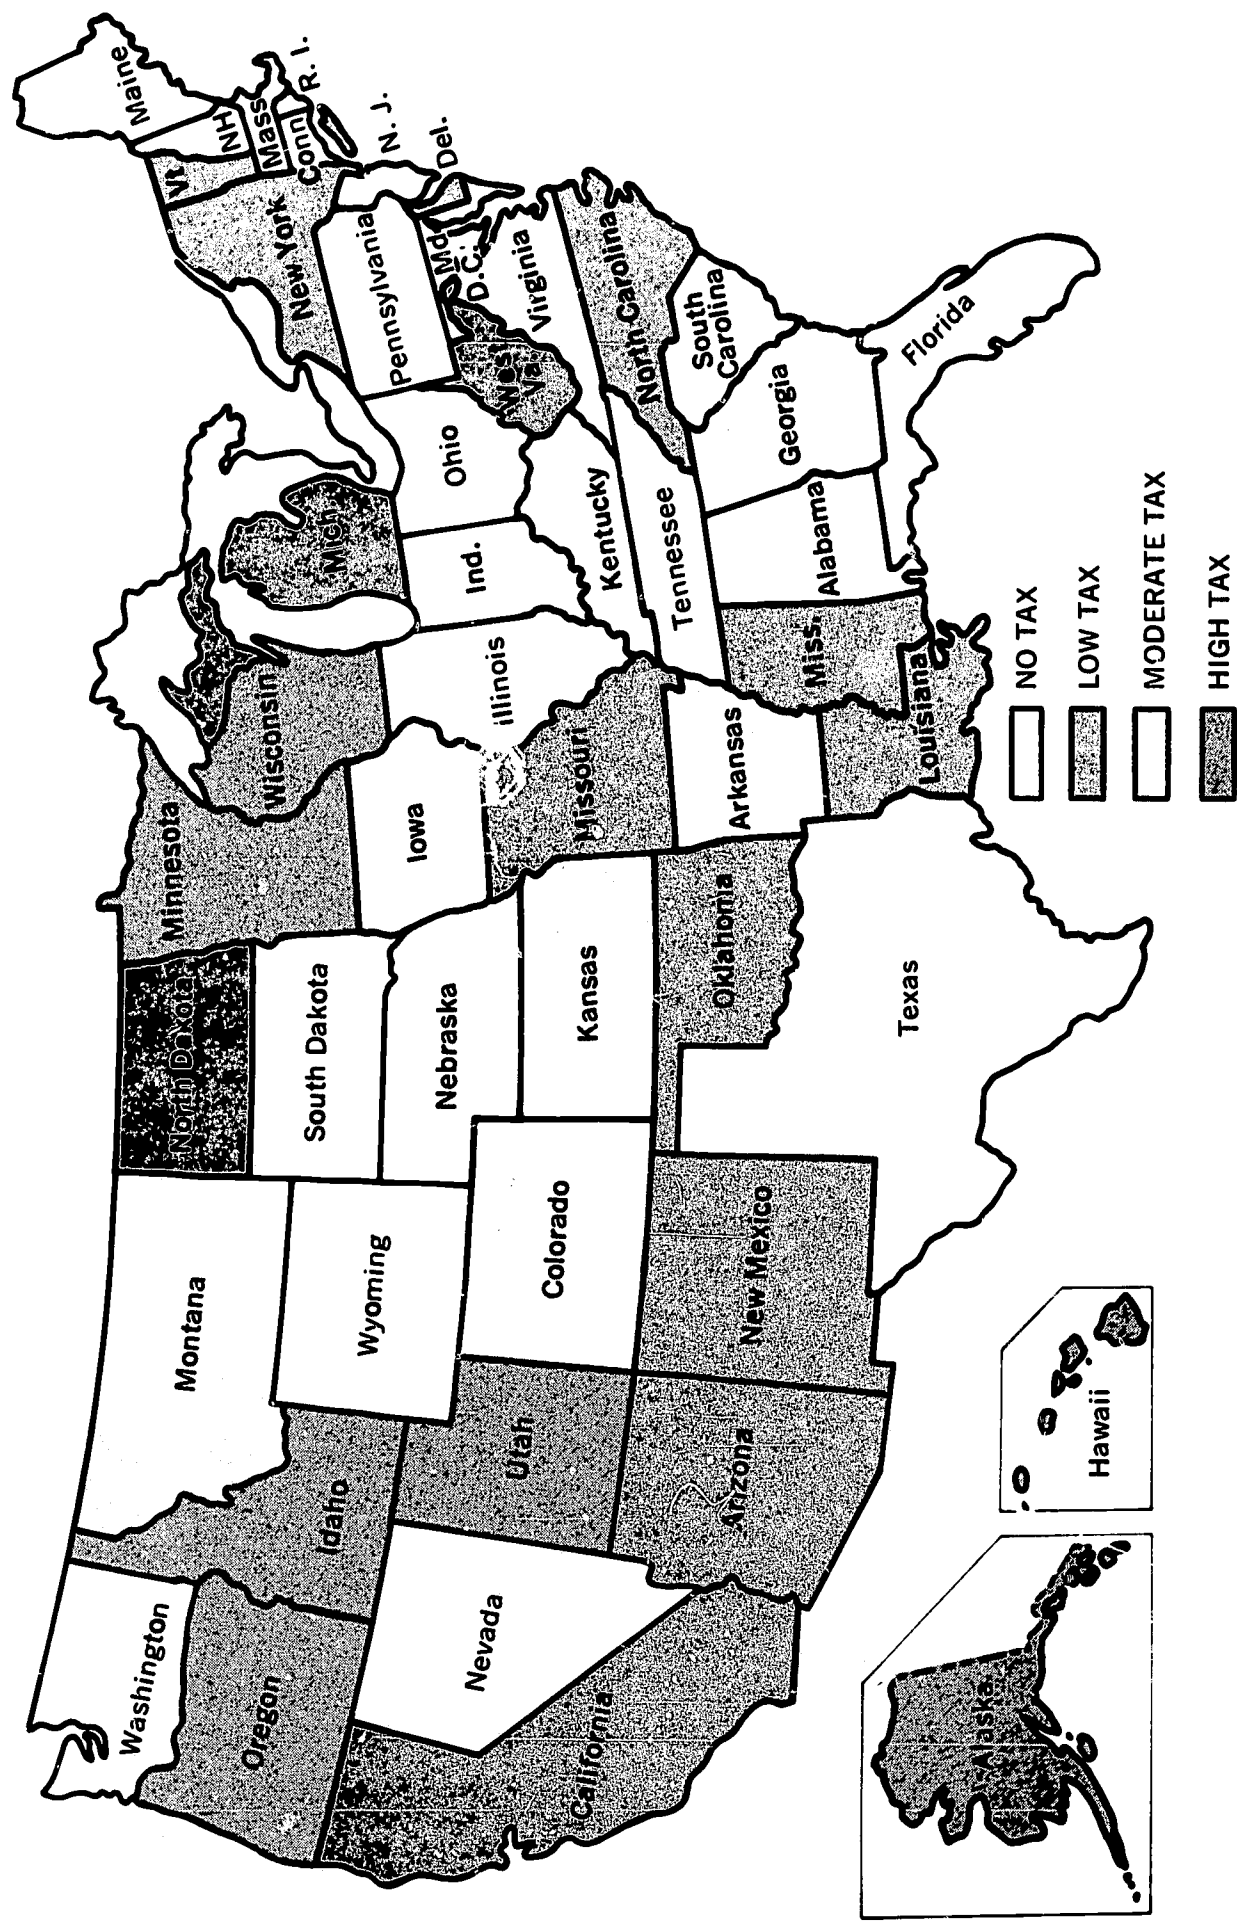 Washington
Oregon
California
Nevada
Idaho
Montana
Wyoming
Utah
Arizona
Colorado
New Mexico
North Dakota
South Dakota
Nebraska
Kansas
Oklahoma
Texas
Minnesota
Iowa
Missouri
Arkansas
Louisiana
Wisconsin
Illinois
Mich
Ind.
Ohio
Kentucky
Tennessee
Miss.
Alabama
Georgia
Florida
South
Carolina
North Carolina
Virginia
West
Va.
D.C.
Md.
Del.
Pennsylvania
N. J.
New York
Conn
R. I.
Mass
Vt
NH
Maine
Alaska
Hawaii
NO TAX
LOW TAX
MODERATE TAX
HIGH TAX